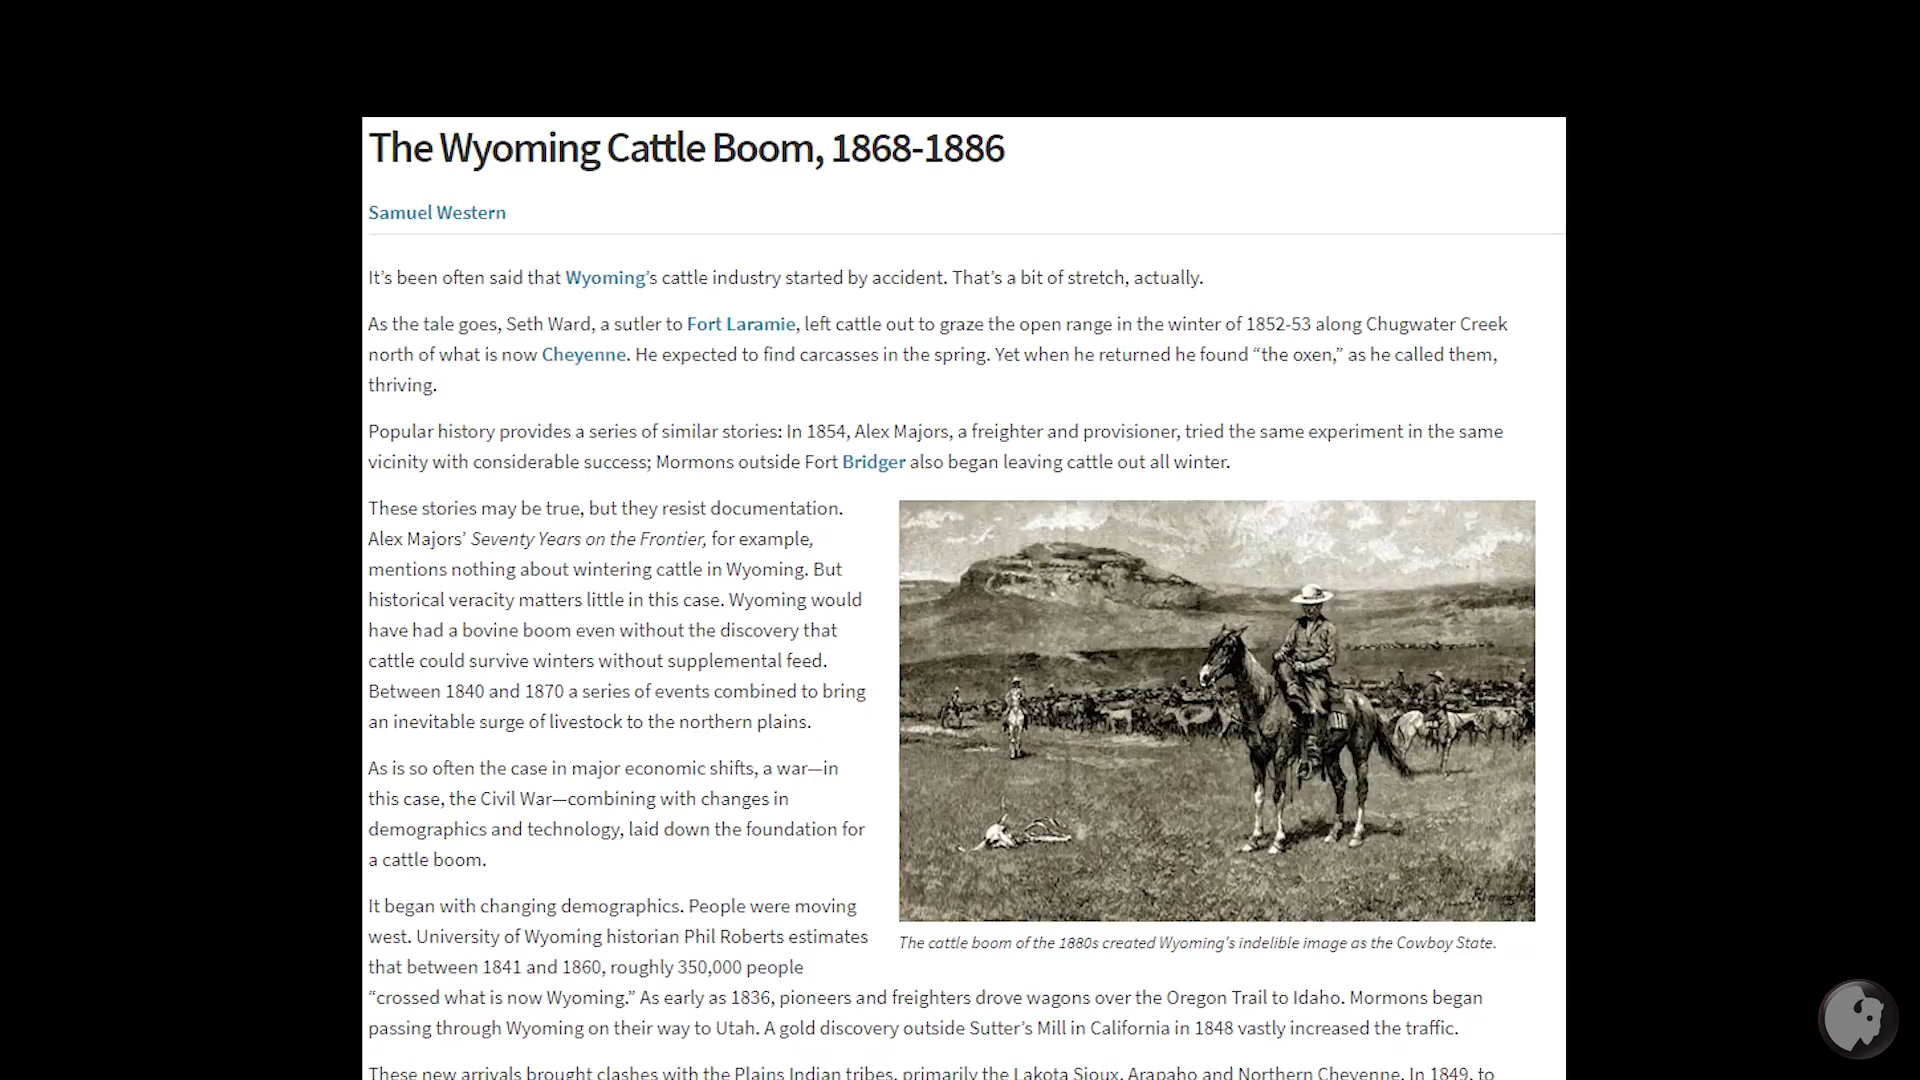 The Wyoming Cattle Boom, 1868-1886
Samuel Western
It’s been often said that Wyoming’s cattle industry started by accident. That’s a bit of stretch, actually.
As the tale goes, Seth Ward, a sutler to Fort Laramie, left cattle out to graze the open range in the winter of 1852-53 along Chugwater Creek
north of what is now Cheyenne. He expected to find carcasses in the spring. Yet when he returned he found “the oxen,” as he called them,
thriving.
Popular history provides a series of similar stories: In 1854, Alex Majors, a freighter and provisioner, tried the same experiment in the same
vicinity with considerable success; Mormons outside Fort Bridger also began leaving cattle out all winter.
These stories may be true, but they resist documentation.
Alex Majors’ Seventy Years on the Frontier, for example,
mentions nothing about wintering cattle in Wyoming. But
historical veracity matters little in this case. Wyoming would
have had a bovine boom even without the discovery that
cattle could survive winters without supplemental feed.
Between 1840 and 1870 a series of events combined to bring
an inevitable surge of livestock to the northern plains.
As is so often the case in major economic shifts, a war—in
this case, the Civil War—combining with changes in
demographics and technology, laid down the foundation for
a cattle boom.
It began with changing demographics. People were moving
west. University of Wyoming historian Phil Roberts estimates
that between 1841 and 1860, roughly 350,000 people
“crossed what is now Wyoming.” As early as 1836, pioneers and freighters drove wagons over the Oregon Trail to Idaho. Mormons began
passing through Wyoming on their way to Utah. A gold discovery outside Sutter’s Mill in California in 1848 vastly increased the traffic.
These new arrivals brought clashes with the Plains Indian tribes, primarily the Lakota Sioux, Arapaho and Northern Cheyenne. In 1849, to
The cattle boom of the 1880s created Wyoming’s indelible image as the Cowboy State.